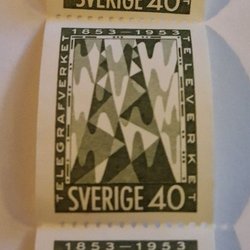 SVERIGE 40
1853-1953
TELEGRAFVERKET
TELEVERKET
SVERIGE 40
1853-1953